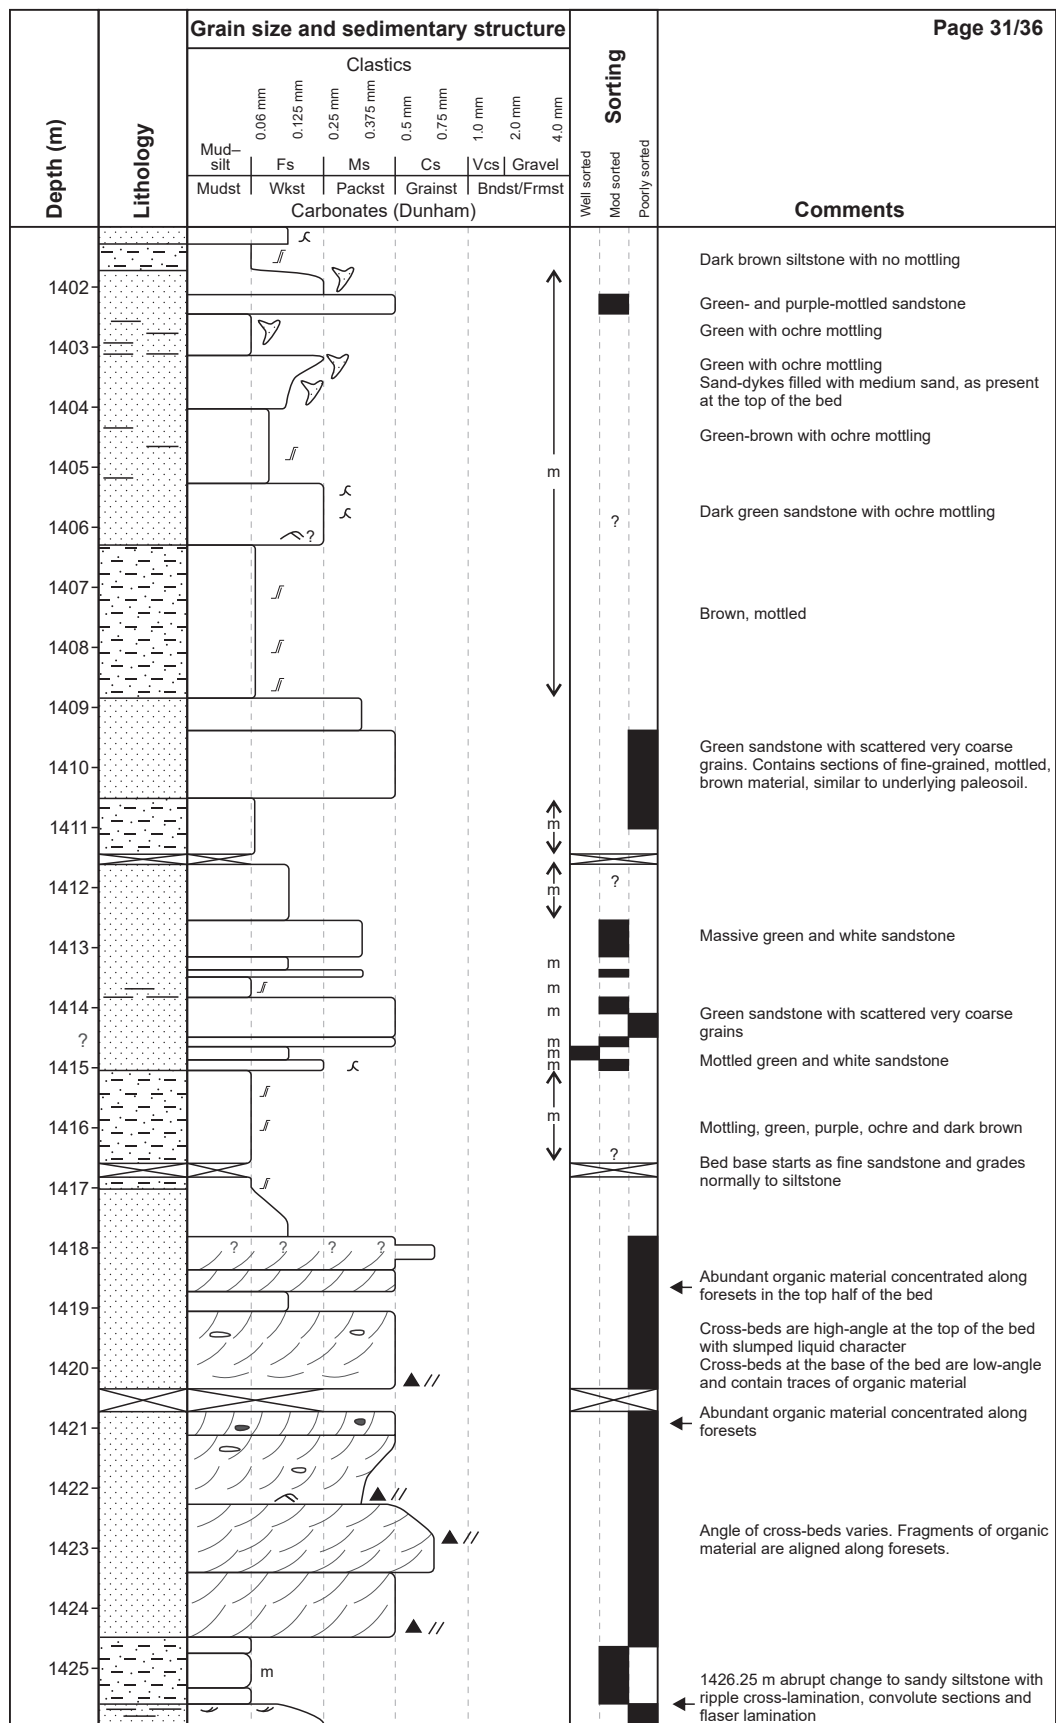 Grain size and sedimentary structure
Page 31/36
Clastics
Depth (m)
Lithology
0.06 mm
0.125 mm
0.25 mm
0.375 mm
0.5 mm
0.75 mm
1.0 mm
2.0 mm
4.0 mm
Sorting
Mud–
silt
Fs
Ms
Cs
Vcs
Gravel
Mudst
Wkst
Packst
Grainst
Bndst/Frmst
Carbonates (Dunham)
Well sorted
Mod sorted
Poorly sorted
Comments
Dark brown siltstone with no mottling
1402
Green- and purple-mottled sandstone
Green with ochre mottling
1403
Green with ochre mottling
Sand-dykes filled with medium sand, as present
at the top of the bed
1404
Green-brown with ochre mottling
1405
m
Dark green sandstone with ochre mottling
?
1406
?
1407
Brown, mottled
1408
1409
Green sandstone with scattered very coarse
grains. Contains sections of fine-grained, mottled,
brown material, similar to underlying paleosoil.
1410
1411
m
?
1412
m
Massive green and white sandstone
1413
m
m
1414
m
Green sandstone with scattered very coarse
grains
?
m
m
Mottled green and white sandstone
1415
m
m
1416
Mottling, green, purple, ochre and dark brown
?
Bed base starts as fine sandstone and grades
normally to siltstone
1417
1418
? ? ? ?
Abundant organic material concentrated along
foresets in the top half of the bed
1419
Cross-beds are high-angle at the top of the bed
with slumped liquid character
Cross-beds at the base of the bed are low-angle
and contain traces of organic material
1420
Abundant organic material concentrated along
foresets
1421
1422
Angle of cross-beds varies. Fragments of organic
material are aligned along foresets.
1423
1424
1425
m
1426.25 m abrupt change to sandy siltstone with
ripple cross-lamination, convolute sections and
flaser lamination